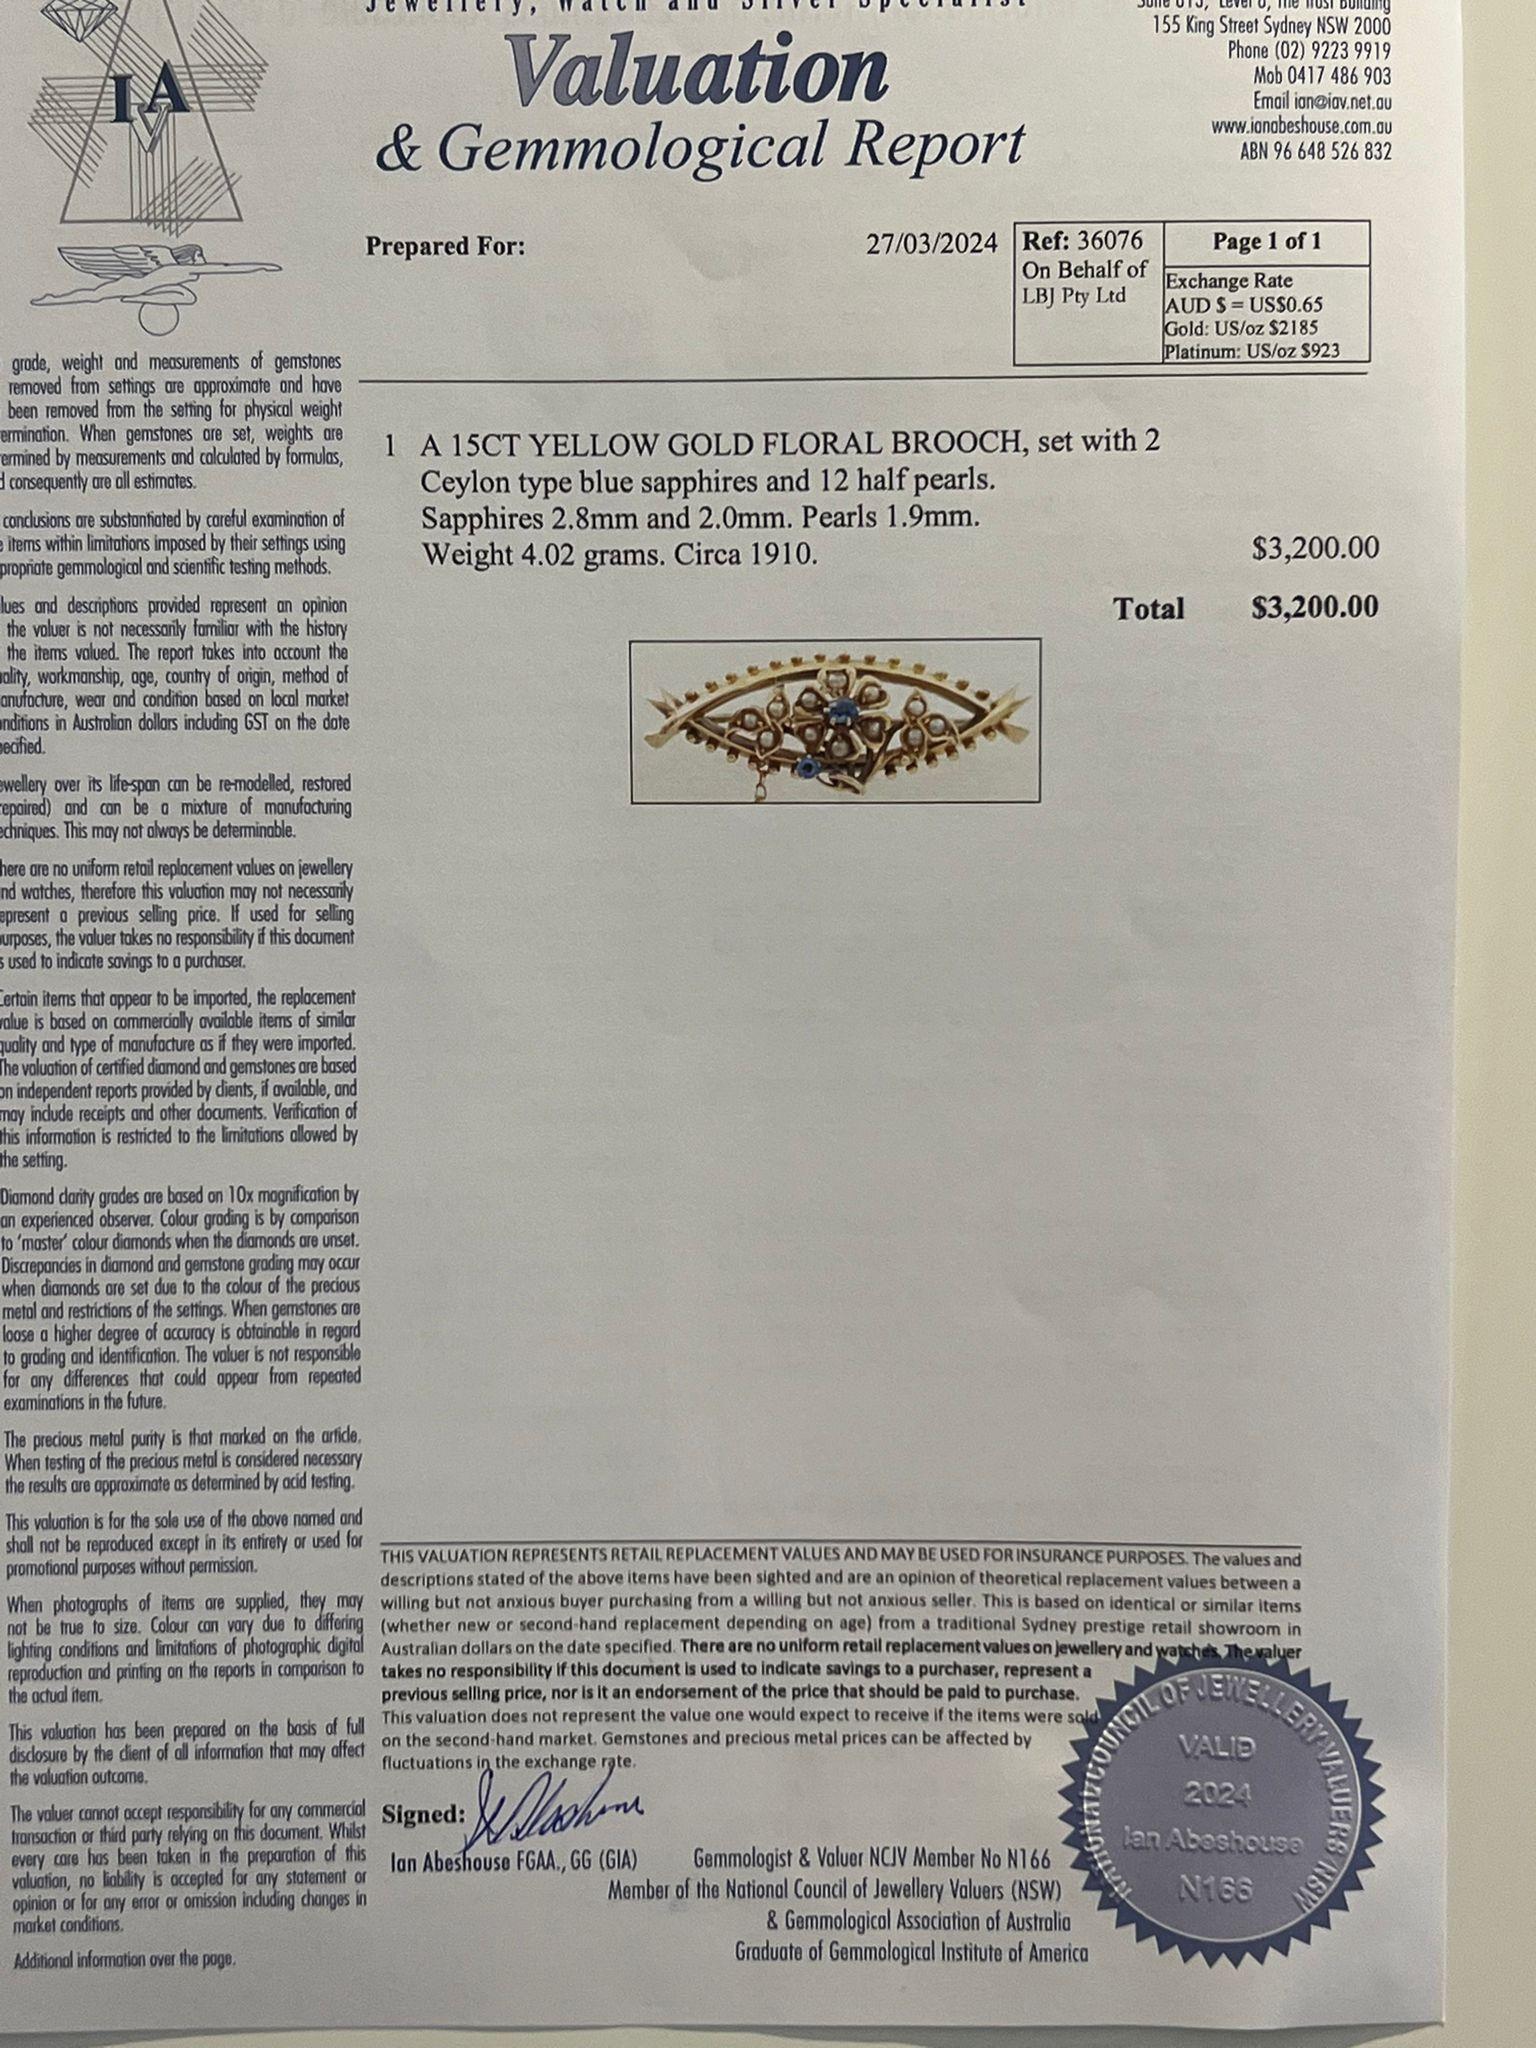 Jewellery, Watch and Silver Specialist
Valuation
& Gemmological Report
Suite 813, Level 8, The Trust Building
155 King Street Sydney NSW 2000
Phone (02) 9223 9919
Mob 0417 486 903
Email ian@iav.net.au
www.ianabeshouse.com.au
ABN 96 648 526 832
IVA
Prepared For:
27/03/2024
Ref: 36076
On Behalf of
LBJ Pty Ltd
Page 1 of 1
Exchange Rate
AUD $ = US$0.65
Gold: US/oz $2185
Platinum: US/oz $923
grade, weight and measurements of gemstones
removed from settings are approximate and have
been removed from the setting for physical weight
ermination. When gemstones are set, weights are
ermined by measurements and calculated by formulas,
d consequently are all estimates.
conclusions are substantiated by careful examination of
e items within limitations imposed by their settings using
propriate gemmological and scientific testing methods.
lues and descriptions provided represent an opinion
the valuer is not necessarily familiar with the history
the items valued. The report takes into account the
ality, workmanship, age, country of origin, method of
anufacture, wear and condition based on local market
onditions in Australian dollars including GST on the date
pecified.
ewellery over its life-span can be re-modelled, restored
repaired) and can be a mixture of manufacturing
echniques. This may not always be determinable.
here are no uniform retail replacement values on jewellery
nd watches, therefore this valuation may not necessarily
epresent a previous selling price. If used for selling
urposes, the valuer takes no responsibility if this document
s used to indicate savings to a purchaser.
Certain items that appear to be imported, the replacement
value is based on commercially available items of similar
quality and type of manufacture as if they were imported.
The valuation of certified diamond and gemstones are based
on independent reports provided by clients, if available, and
may include receipts and other documents. Verification of
this information is restricted to the limitations allowed by
the setting.
Diamond clarity grades are based on 10x magnification by
an experienced observer. Colour grading is by comparison
to 'master' colour diamonds when the diamonds are unset.
Discrepancies in diamond and gemstone grading may occur
when diamonds are set due to the colour of the precious
metal and restrictions of the settings. When gemstones are
loose a higher degree of accuracy is obtainable in regard
to grading and identification. The valuer is not responsible
for any differences that could appear from repeated
examinations in the future.
The precious metal purity is that marked on the article.
When testing of the precious metal is considered necessary
the results are approximate as determined by acid testing.
This valuation is for the sole use of the above named and
shall not be reproduced except in its entirety or used for
promotional purposes without permission.
When photographs of items are supplied, they may
not be true to size. Colour can vary due to differing
lighting conditions and limitations of photographic digital
reproduction and printing on the reports in comparison to
the actual item.
This valuation has been prepared on the basis of full
disclosure by the client of all information that may affect
the valuation outcome.
The valuer cannot accept responsibility for any commercial
transaction or third party relying on this document. Whilst
every care has been taken in the preparation of this
valuation, no liability is accepted for any statement or
opinion or for any error or omission including changes in
market conditions.
Additional information over the page.
1 A 15CT YELLOW GOLD FLORAL BROOCH, set with 2
Ceylon type blue sapphires and 12 half pearls.
Sapphires 2.8mm and 2.0mm. Pearls 1.9mm.
Weight 4.02 grams. Circa 1910. $3,200.00
Total $3,200.00
THIS VALUATION REPRESENTS RETAIL REPLACEMENT VALUES AND MAY BE USED FOR INSURANCE PURPOSES. The values and
descriptions stated of the above items have been sighted and are an opinion of theoretical replacement values between a
willing but not anxious buyer purchasing from a willing but not anxious seller. This is based on identical or similar items
(whether new or second-hand replacement depending on age) from a traditional Sydney prestige retail showroom in
Australian dollars on the date specified. There are no uniform retail replacement values on jewellery and watches. The valuer
takes no responsibility if this document is used to indicate savings to a purchaser, represent a
previous selling price, nor is it an endorsement of the price that should be paid to purchase.
This valuation does not represent the value one would expect to receive if the items were sold
on the second-hand market. Gemstones and precious metal prices can be affected by
fluctuations in the exchange rate.
Signed:
Ian Abeshouse FGAA., GG (GIA)
Gemmologist & Valuer NCJV Member No N166
Member of the National Council of Jewellery Valuers (NSW)
& Gemmological Association of Australia
Graduate of Gemmological Institute of America
NATIONAL COUNCIL OF JEWELLERY VALUERS NSW
VALID
2024
Ian Abeshouse
N166